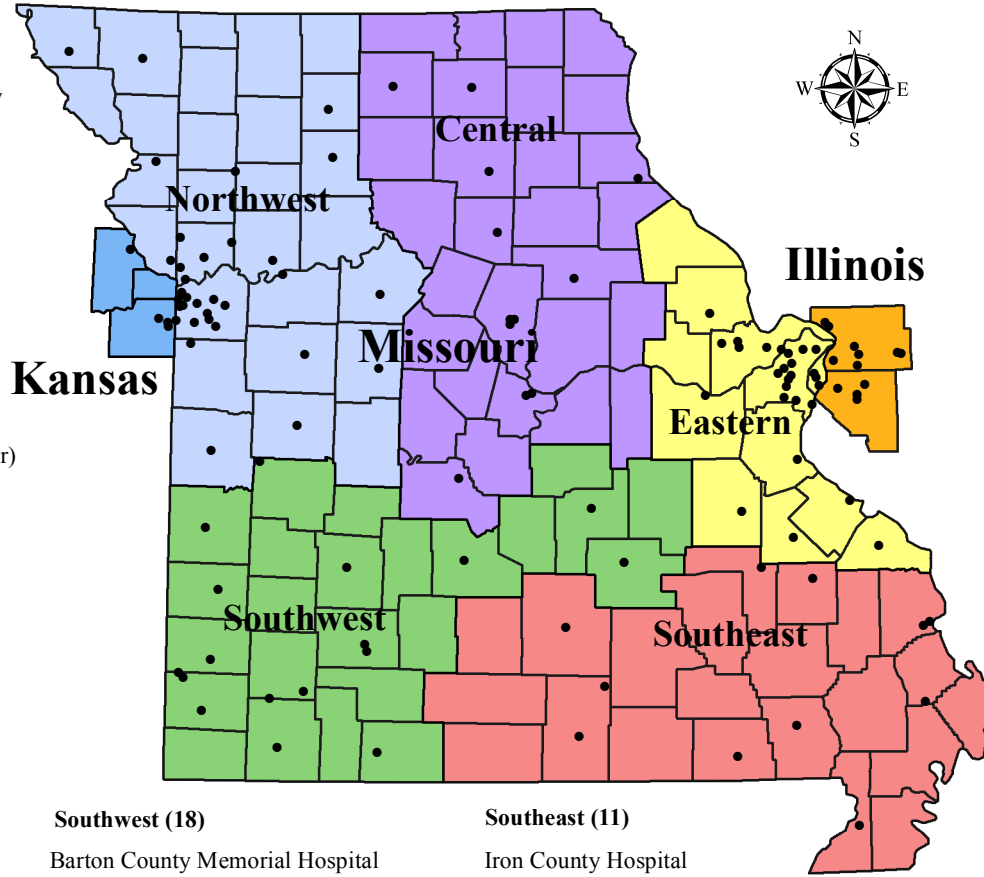 N
W E
S
Central
Northwest
Illinois
Missouri
Kansas
Eastern
r)
Southwest
Southeast
Southwest (18)
Southeast (11)
Barton County Memorial Hospital
Iron County Hospital